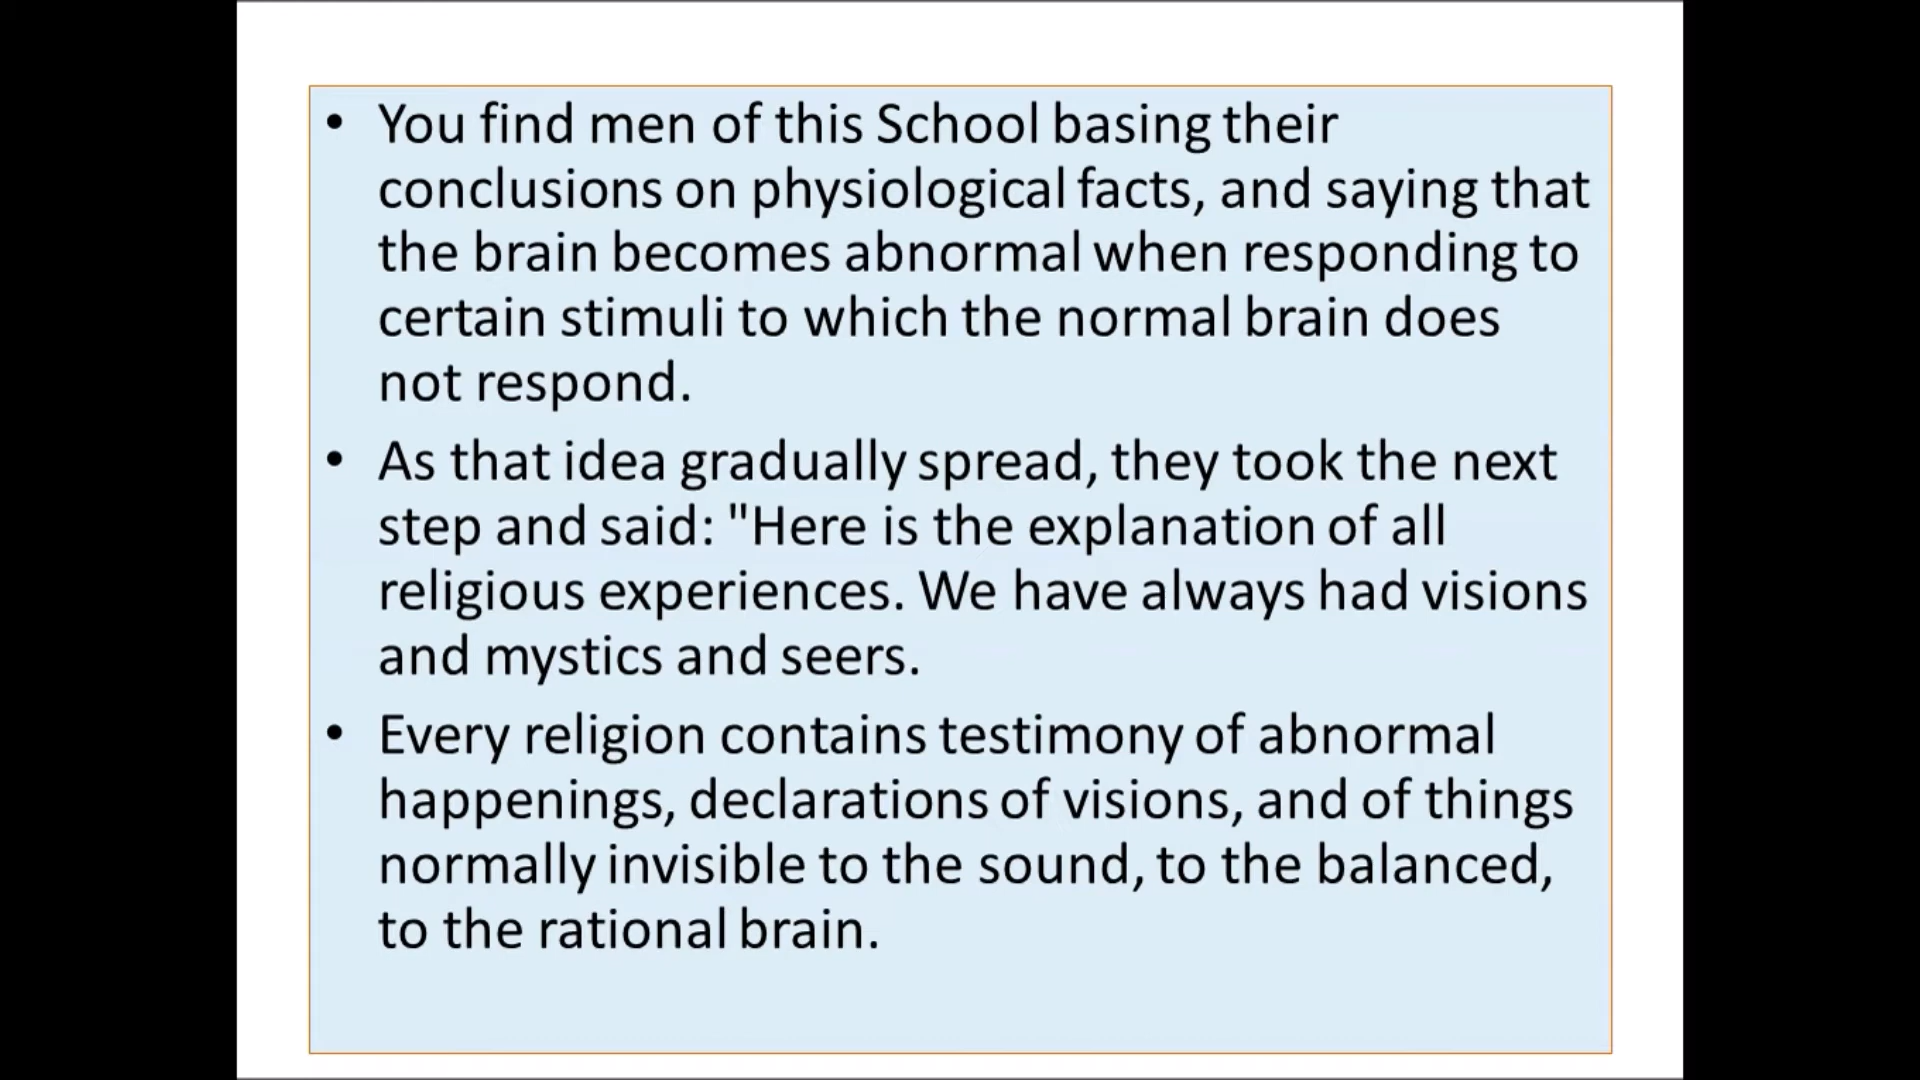 • You find men of this School basing their
conclusions on physiological facts, and saying that
the brain becomes abnormal when responding to
certain stimuli to which the normal brain does
not respond.
• As that idea gradually spread, they took the next
step and said: "Here is the explanation of all
religious experiences. We have always had visions
and mystics and seers.
• Every religion contains testimony of abnormal
happenings, declarations of visions, and of things
normally invisible to the sound, to the balanced,
to the rational brain.